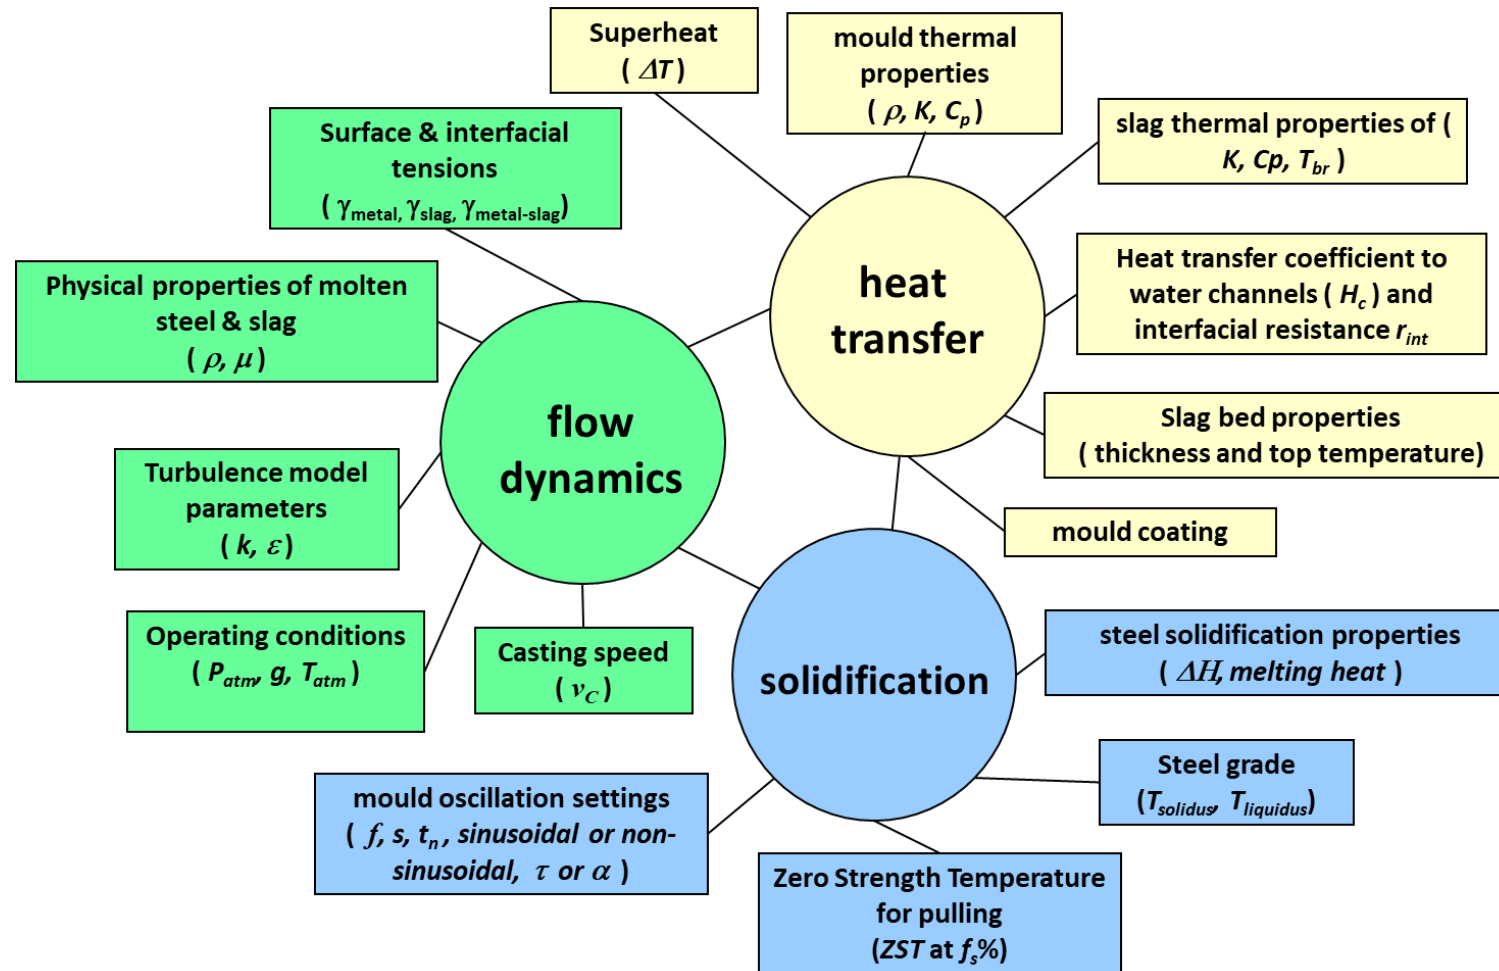 Superheat
( ΔT)
mould thermal
properties
( ρ, K, Cp)
slag thermal properties of (
K, Cp, Tbr )
Surface & interfacial
tensions
( γmetal, γslag, γmetal-slag)
Physical properties of molten
steel & slag
( ρ, μ )
heat
transfer
Heat transfer coefficient to
water channels ( Hc ) and
interfacial resistance rint
Slag bed properties
( thickness and top temperature)
mould coating
flow
dynamics
Turbulence model
parameters
( k, ε )
Operating conditions
( Patm, g, Tatm )
Casting speed
( vC )
solidification
steel solidification properties
( ΔH, melting heat )
Steel grade
(Tsolidus, Tliquidus)
mould oscillation settings
( f, s, tn , sinusoidal or non-
sinusoidal, τ or α )
Zero Strength Temperature
for pulling
(ZST at fs%)